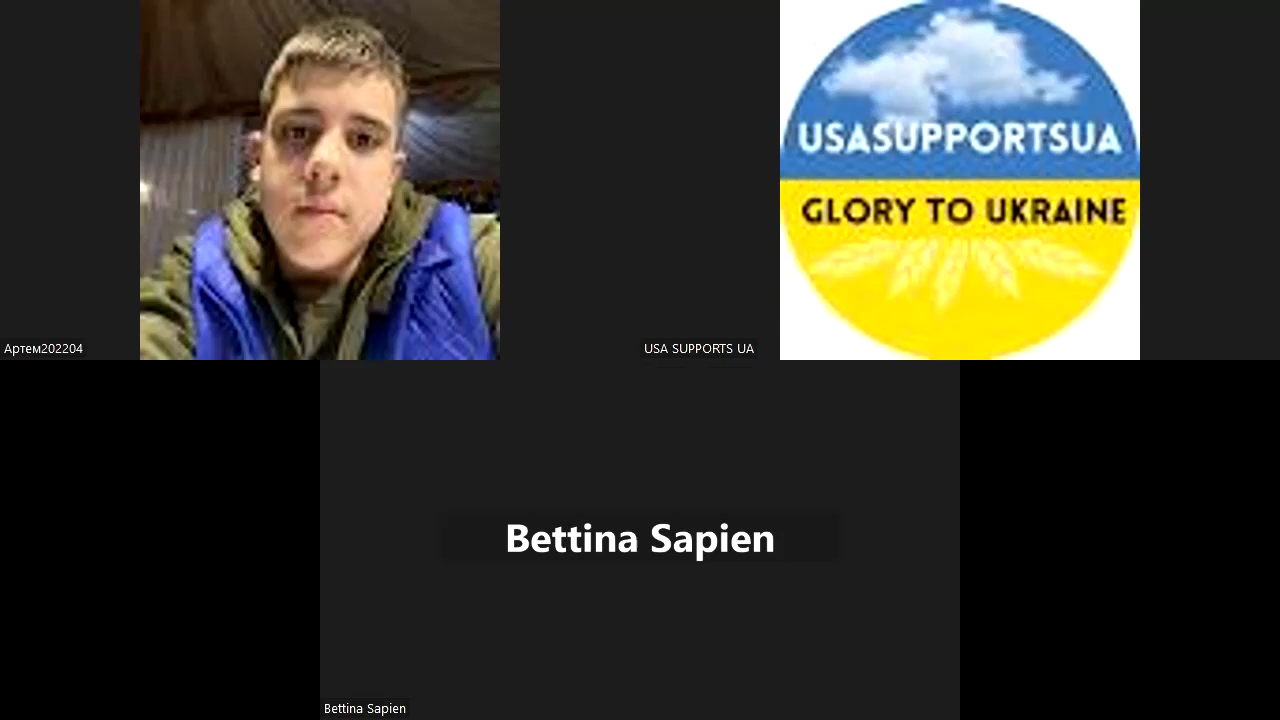 USASUPPORTSUA
GLORY TO UKRAINE
Артем202204
USA SUPPORTS UA
Bettina Sapien
Bettina Sapien